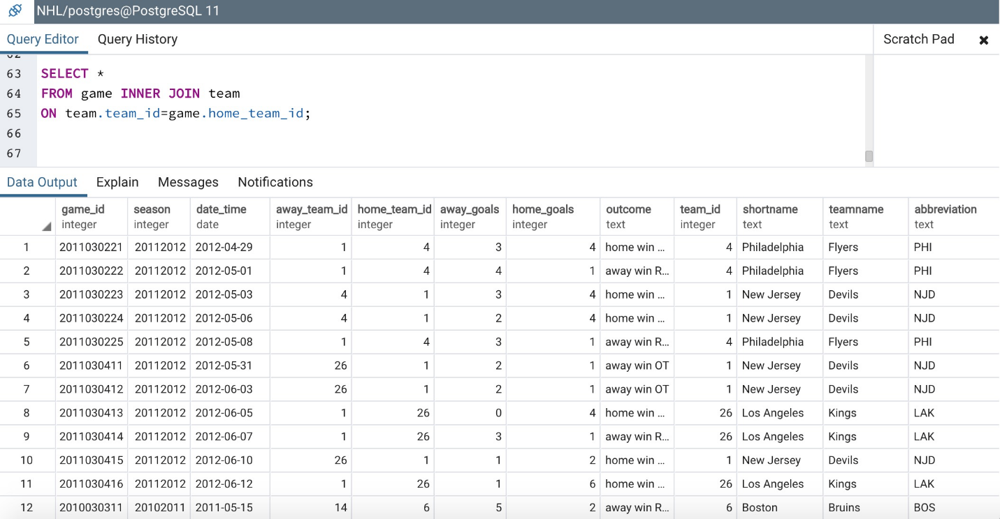 NHL/postgres@PostgreSQL 11
Query Editor Query History Scratch Pad
62
63 SELECT *
64 FROM game INNER JOIN team
65 ON team.team_id=game.home_team_id;
66
67
Data Output Explain Messages Notifications
game_id season date_time away_team_id home_team_id away_goals home_goals outcome team_id shortname teamname abbreviation
integer integer date integer integer integer integer text integer text text text
1 2011030221 20112012 2012-04-29 1 4 3 4 home win ... 4 Philadelphia Flyers PHI
2 2011030222 20112012 2012-05-01 1 4 4 1 away win R... 4 Philadelphia Flyers PHI
3 2011030223 20112012 2012-05-03 4 1 3 4 home win ... 1 New Jersey Devils NJD
4 2011030224 20112012 2012-05-06 4 1 2 4 home win ... 1 New Jersey Devils NJD
5 2011030225 20112012 2012-05-08 1 4 3 1 away win R... 4 Philadelphia Flyers PHI
6 2011030411 20112012 2012-05-31 26 1 2 1 away win OT 1 New Jersey Devils NJD
7 2011030412 20112012 2012-06-03 26 1 2 1 away win OT 1 New Jersey Devils NJD
8 2011030413 20112012 2012-06-05 1 26 0 4 home win ... 26 Los Angeles Kings LAK
9 2011030414 20112012 2012-06-07 1 26 3 1 away win R... 26 Los Angeles Kings LAK
10 2011030415 20112012 2012-06-10 26 1 1 2 home win ... 1 New Jersey Devils NJD
11 2011030416 20112012 2012-06-12 1 26 1 6 home win ... 26 Los Angeles Kings LAK
12 2010030311 20102011 2011-05-15 14 6 5 2 away win R... 6 Boston Bruins BOS